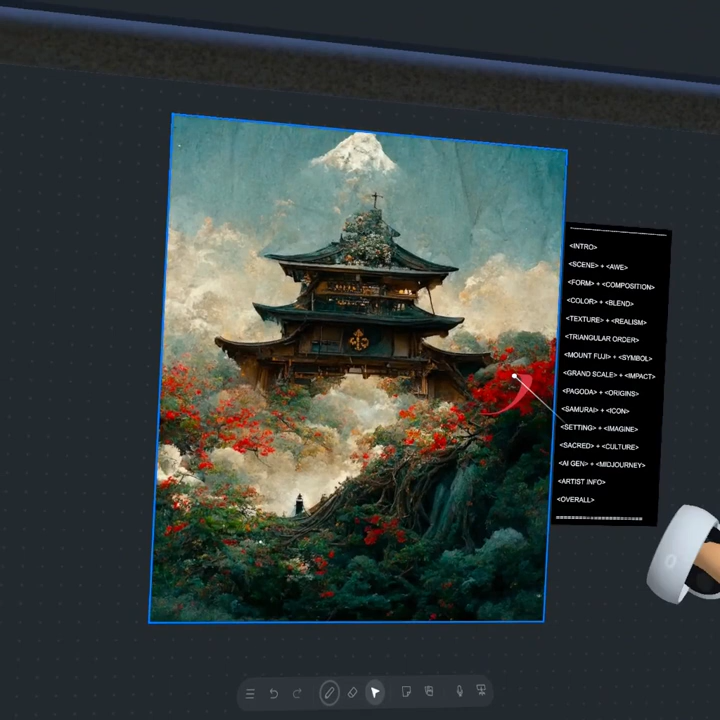 <INTRO>
<SCENE> + <AWE>
<FORM> + <COMPOSITION>
<COLOR> + <BLEND>
<TEXTURE> + <REALISM>
<TRIANGULAR ORDER>
<MOUNT FUJI> + <SYMBOL>
<GRAND SCALE> + <IMPACT>
<PAGODA> + <ORIGINS>
<SAMURAI> + <ICON>
<SETTING> + <IMAGINE>
<SACRED> + <CULTURE>
<AI GEN> + <MIDJOURNEY>
<ARTIST INFO>
<OVERALL>